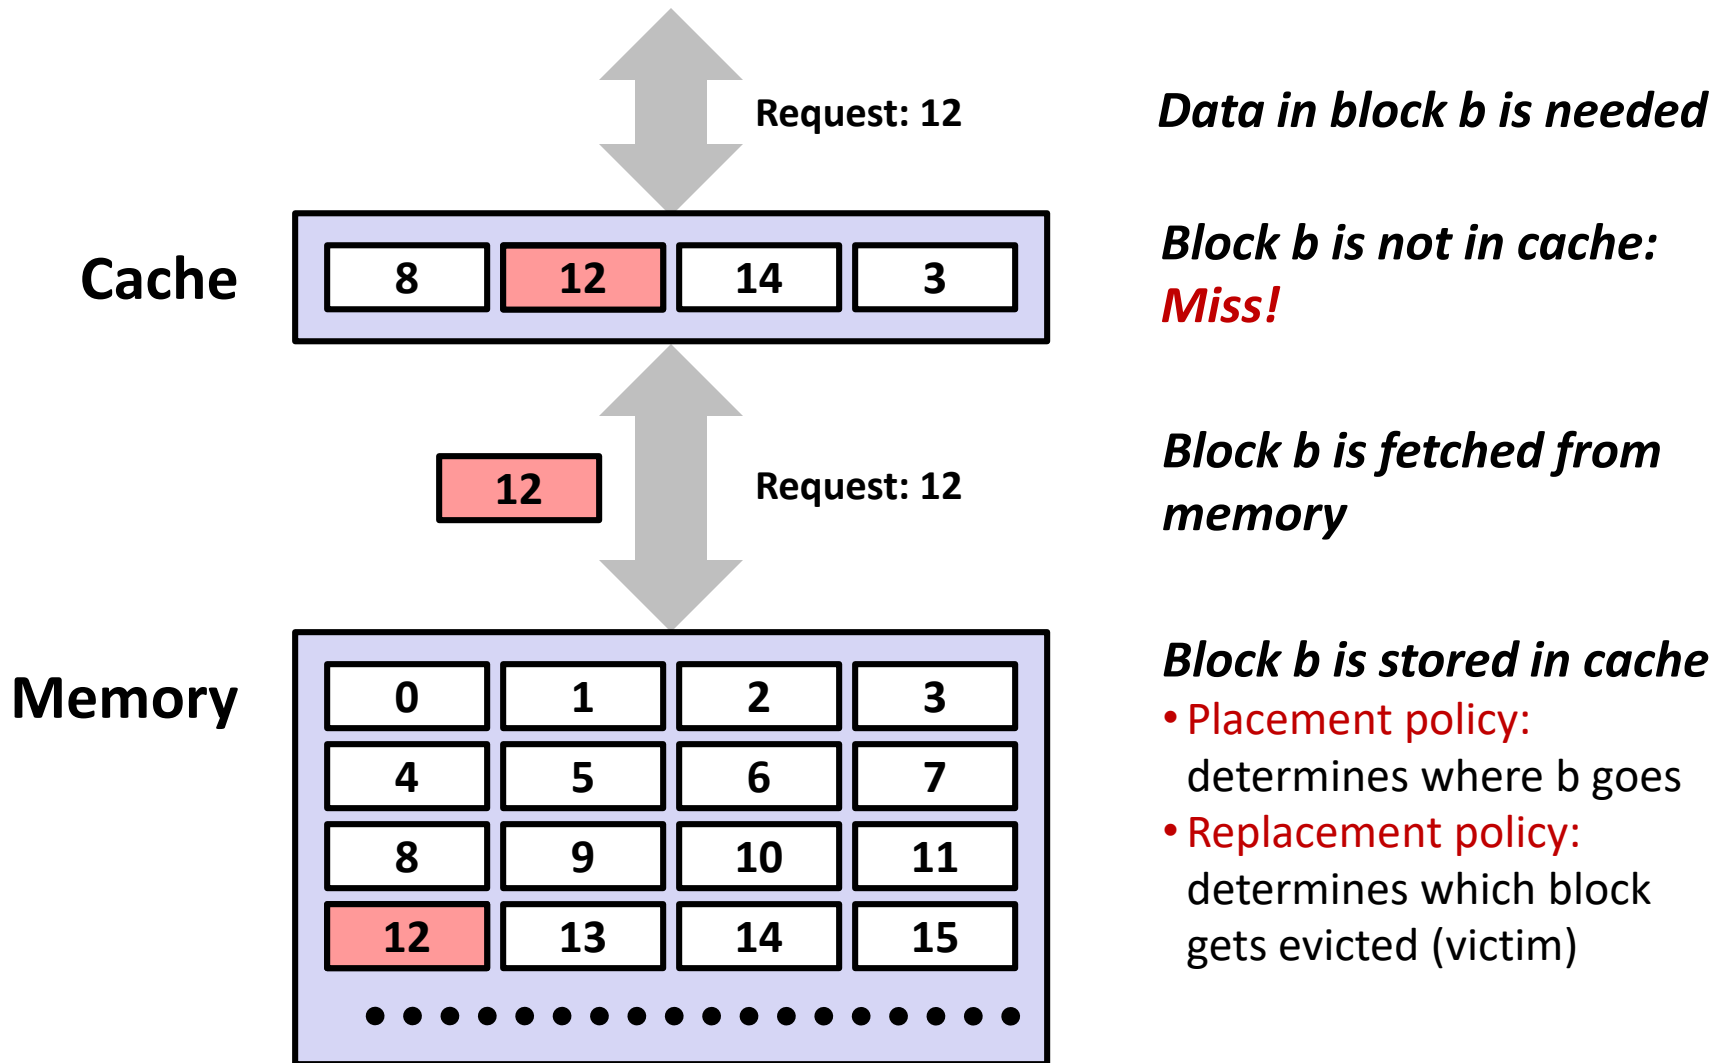 Request: 12
Data in block b is needed
Cache
8 12 14 3
Block b is not in cache:
Miss!
12
Request: 12
Block b is fetched from
memory
Memory
0 1 2 3
4 5 6 7
8 9 10 11
12 13 14 15
Block b is stored in cache
• Placement policy:
determines where b goes
• Replacement policy:
determines which block
gets evicted (victim)